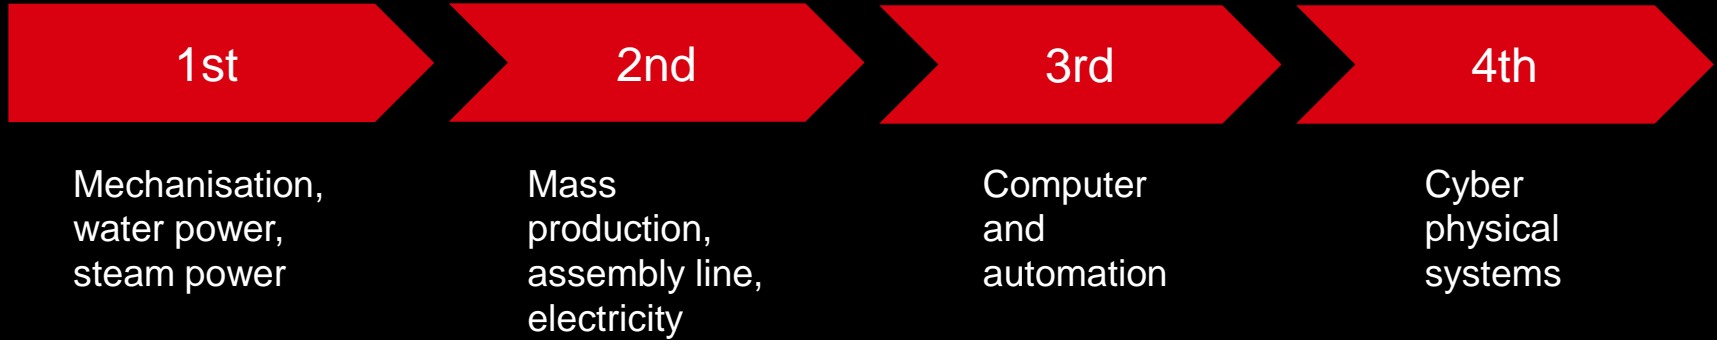 1st
2nd
3rd
4th
Mechanisation,
water power,
steam power
Mass
production,
assembly line,
electricity
Computer
and
automation
Cyber
physical
systems